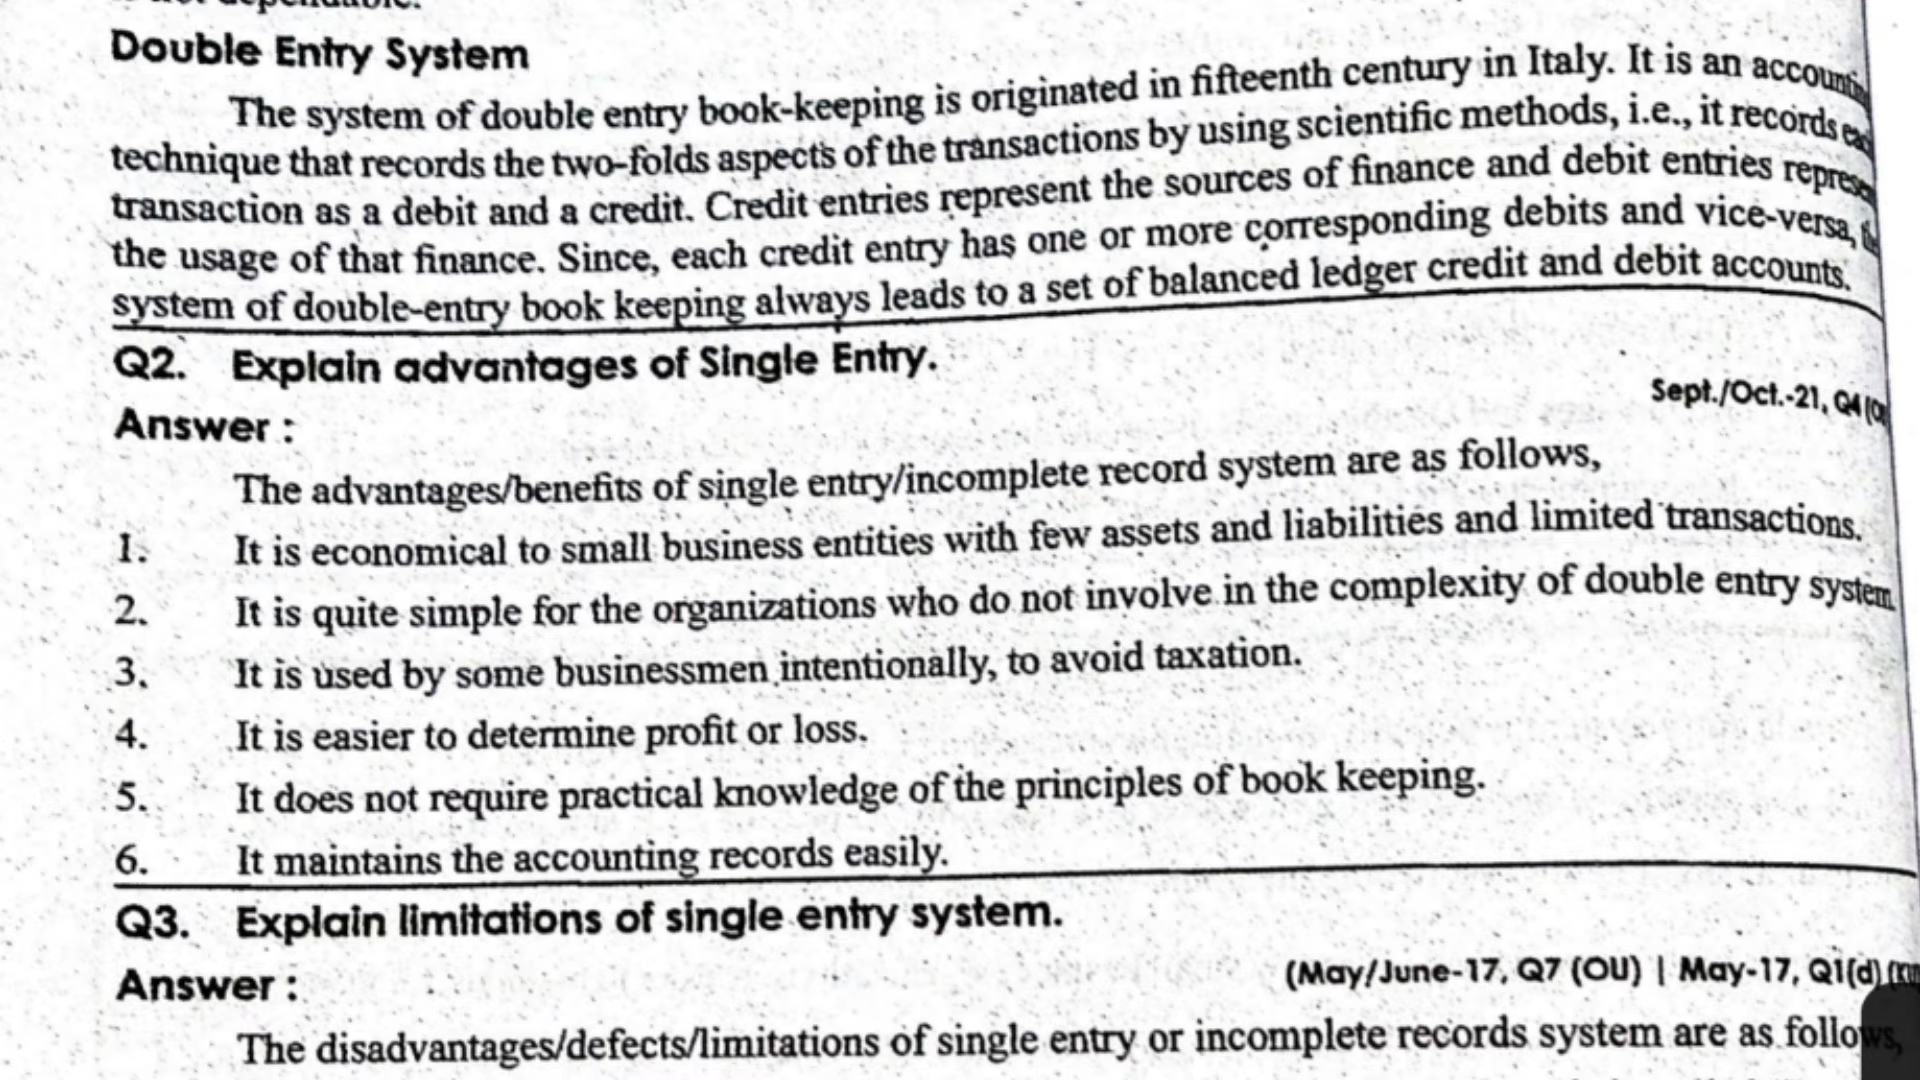 Double Entry System
The system of double entry book-keeping is originated in fifteenth century in Italy. It is an
technique that records the two-folds aspects of the transactions by using scientific methods, i.e., it records
transaction as a debit and a credit. Credit entries represent the sources of finance and debit entries
the usage of that finance. Since, each credit entry has one or more corresponding debits and vice-versa,
system of double-entry book keeping always leads to a set of balanced ledger credit and debit accounts.
Q2. Explain advantages of Single Entry.
Sept./Oct.-21, Q4
Answer :
The advantages/benefits of single entry/incomplete record system are as follows,
1. It is economical to small business entities with few assets and liabilities and limited transactions.
2. It is quite simple for the organizations who do not involve in the complexity of double entry system
3. It is used by some businessmen intentionally, to avoid taxation.
4. It is easier to determine profit or loss.
5. It does not require practical knowledge of the principles of book keeping.
6. It maintains the accounting records easily.
Q3. Explain limitations of single entry system.
(May/June-17, Q7 (OU) | May-17, Q1(d)
Answer :
The disadvantages/defects/limitations of single entry or incomplete records system are as follows,